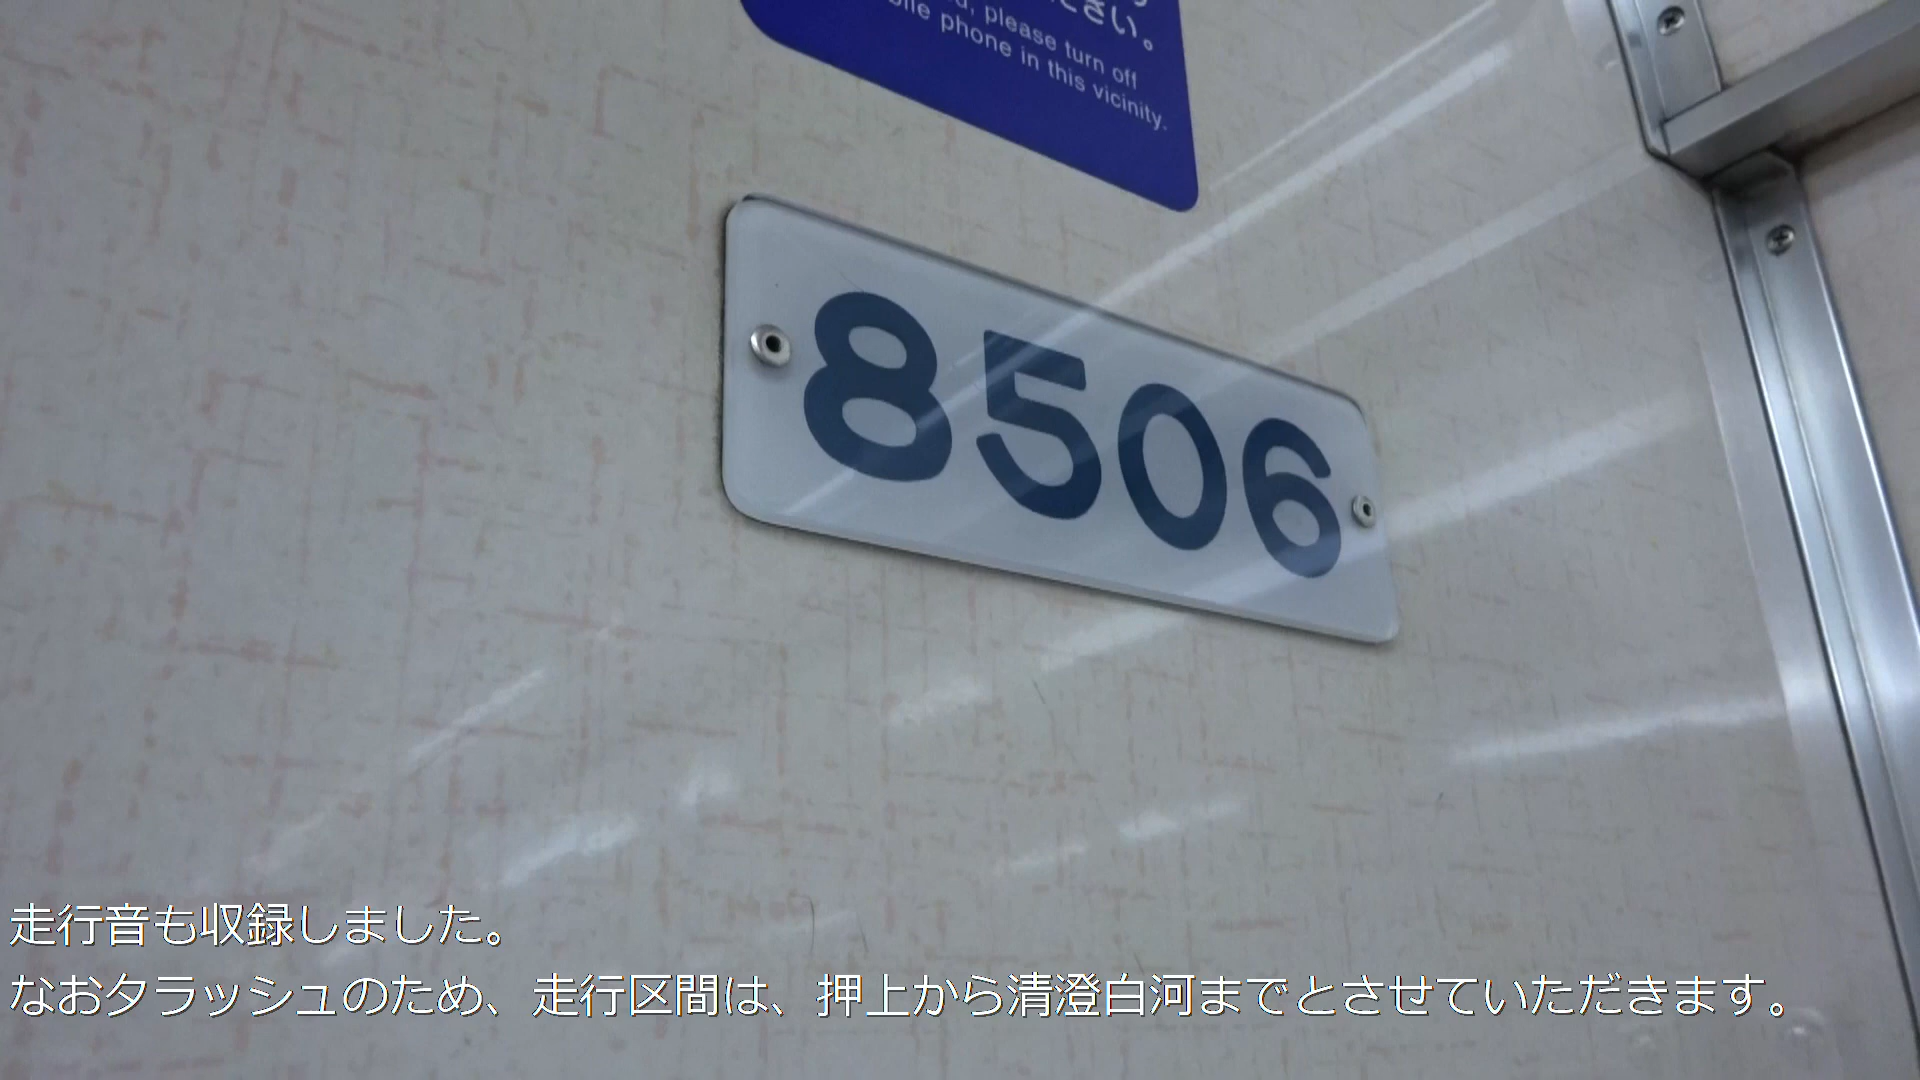 ださい。
please turn off
phone in this vicinity.
8506
走行音も収録しました。
なお夕ラッシュのため、走行区間は、押上から清澄白河までとさせていただきます。